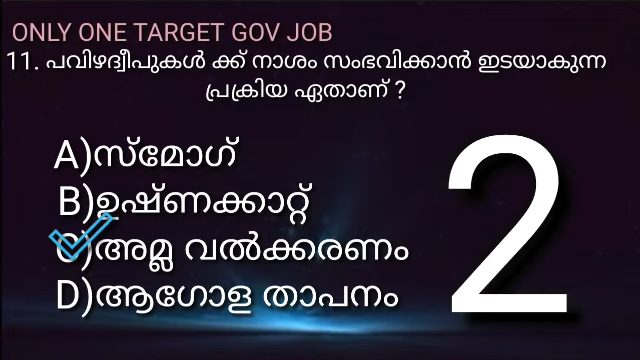 ONLY ONE TARGET GOV JOB
11. പവിഴദ്വീപുകൾ ക്ക് നാശം സംഭവിക്കാൻ ഇടയാകുന്ന
പ്രക്രിയ ഏതാണ് ?
A)സ്മോഗ്
B)ഉഷ്ണക്കാറ്റ്
C)അമ്ല വൽക്കരണം
D)ആഗോള താപനം
2